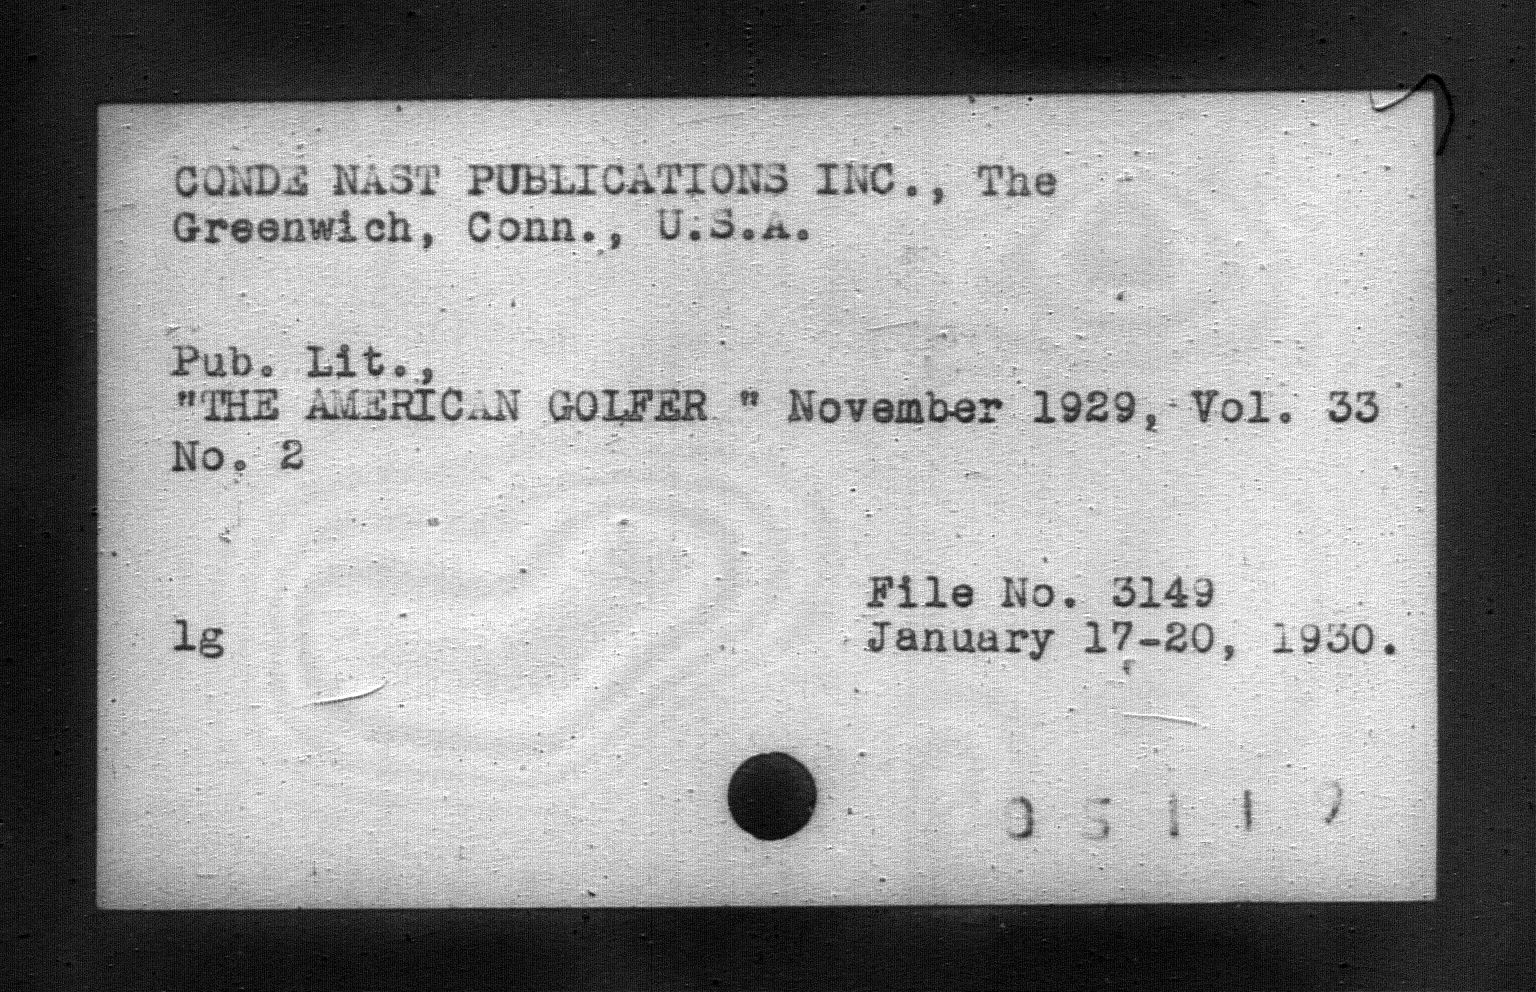 CONDE NAST PUBLICATIONS INC., The
Greenwich, Conn., U.S.A.
Pub. Lit.,
"THE AMERICAN GOLFER " November 1929, Vol. 33
No. 2
File No. 3149
lg January 17-20, 1930.